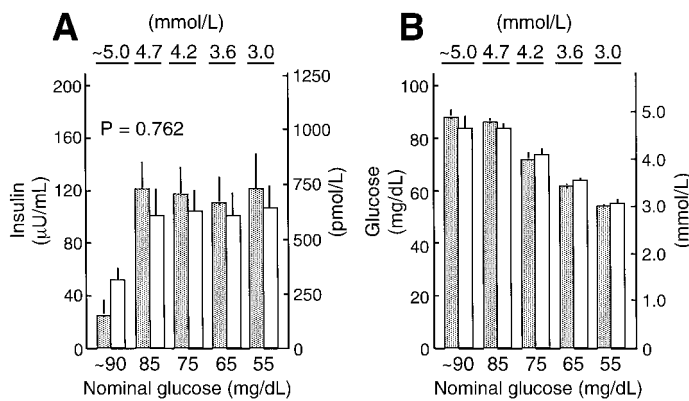 A
(mmol/L)
~5.0 4.7 4.2 3.6 3.0
200
160
120
80
40
0
Insulin
(µU/mL)
P = 0.762
1250
1000
750
500
250
0
(pmol/L)
~90 85 75 65 55
Nominal glucose (mg/dL)
B
(mmol/L)
~5.0 4.7 4.2 3.6 3.0
100
80
60
40
20
0
Glucose
(mg/dL)
5.0
4.0
3.0
2.0
1.0
0
(mmol/L)
~90 85 75 65 55
Nominal glucose (mg/dL)